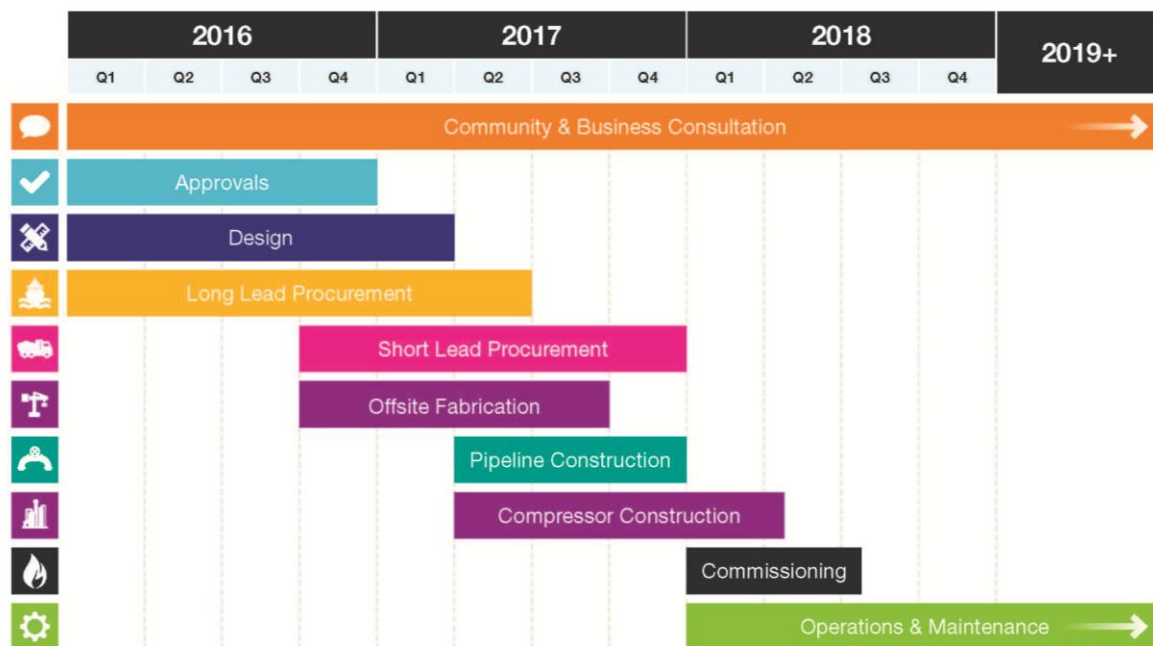 2016 2017 2018 2019+
Q1 Q2 Q3 Q4 Q1 Q2 Q3 Q4 Q1 Q2 Q3 Q4
Community & Business Consultation
Approvals
Design
Long Lead Procurement
Short Lead Procurement
Offsite Fabrication
Pipeline Construction
Compressor Construction
Commissioning
Operations & Maintenance